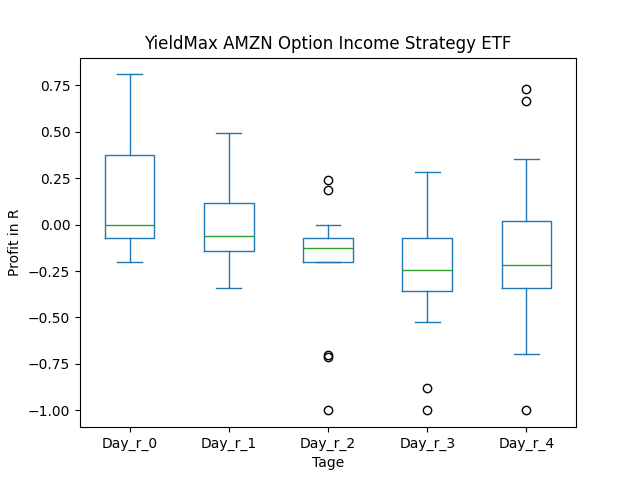 YieldMax AMZN Option Income Strategy ETF
Profit in R
0.75
0.50
0.25
0.00
−0.25
−0.50
−0.75
−1.00
Day_r_0 Day_r_1 Day_r_2 Day_r_3 Day_r_4
Tage